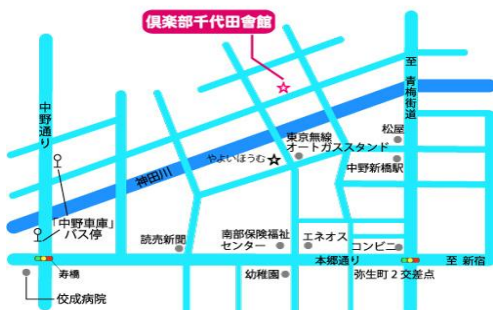 倶楽部千代田會館
至
青梅街道
中野通り
松屋
東京無線
オートガススタンド
やよいほうむ
中野新橋駅
神田川
「中野車庫」
バス停
読売新聞
南部保険福祉
センター
エネオス
コンビニ
本郷通り
至 新宿
寿橋
幼稚園
弥生町2交差点
佼成病院